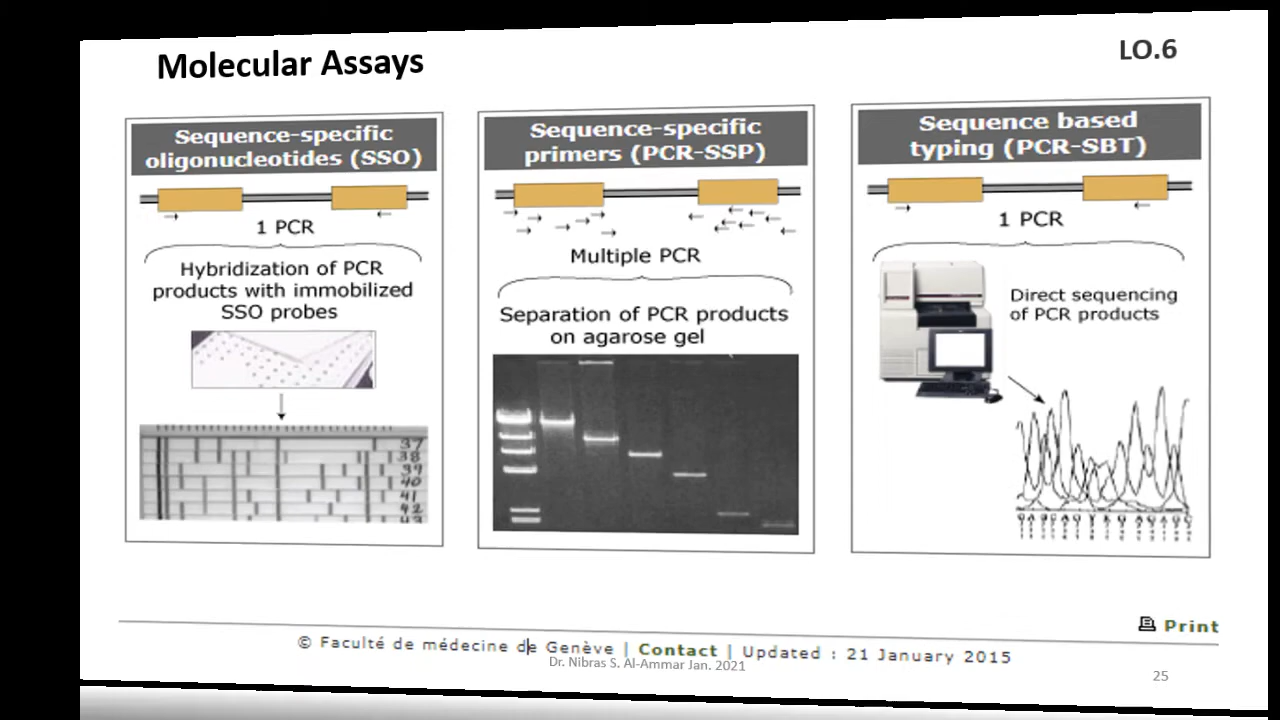 Molecular Assays
LO.6
Sequence-specific
oligonucleotides (SSO)
1 PCR
Hybridization of PCR
products with immobilized
SSO probes
37
38
39
40
41
42
43
Sequence-specific
primers (PCR-SSP)
Multiple PCR
Separation of PCR products
on agarose gel
Sequence based
typing (PCR-SBT)
1 PCR
Direct sequencing
of PCR products
Print
© Faculté de médecine de Genève | Contact | Updated : 21 January 2015
Dr. Nibras S. Al-Ammar Jan. 2021
25